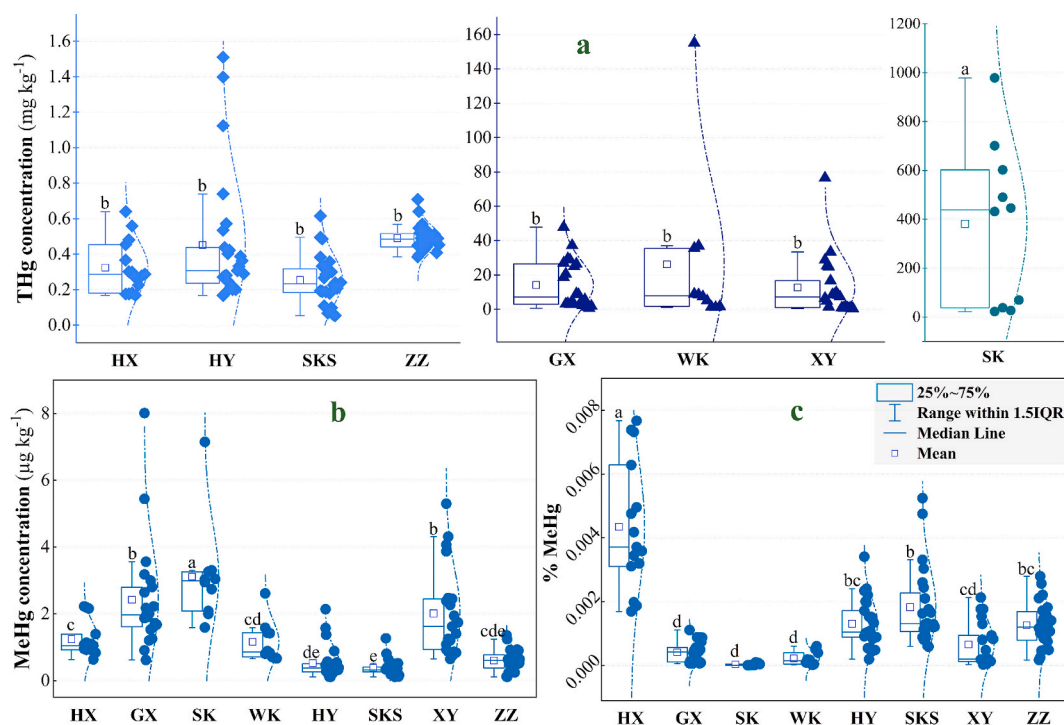 a
THg concentration (mg kg⁻¹)
1.6
1.4
1.2
1.0
0.8
0.6
0.4
0.2
0.0
b
b
b
b
HX HY SKS ZZ
160
140
120
100
80
60
40
20
0
b
b
b
GX WK XY
1200
1000
800
600
400
200
0
a
SK
b
MeHg concentration (µg kg⁻¹)
8
6
4
2
0
c
b
a
cd
de
e
b
cde
HX GX SK WK HY SKS XY ZZ
c
% MeHg
0.008
0.006
0.004
0.002
0.000
a
d
d
d
bc
b
cd
bc
HX GX SK WK HY SKS XY ZZ
25%~75%
Range within 1.5IQR
Median Line
Mean